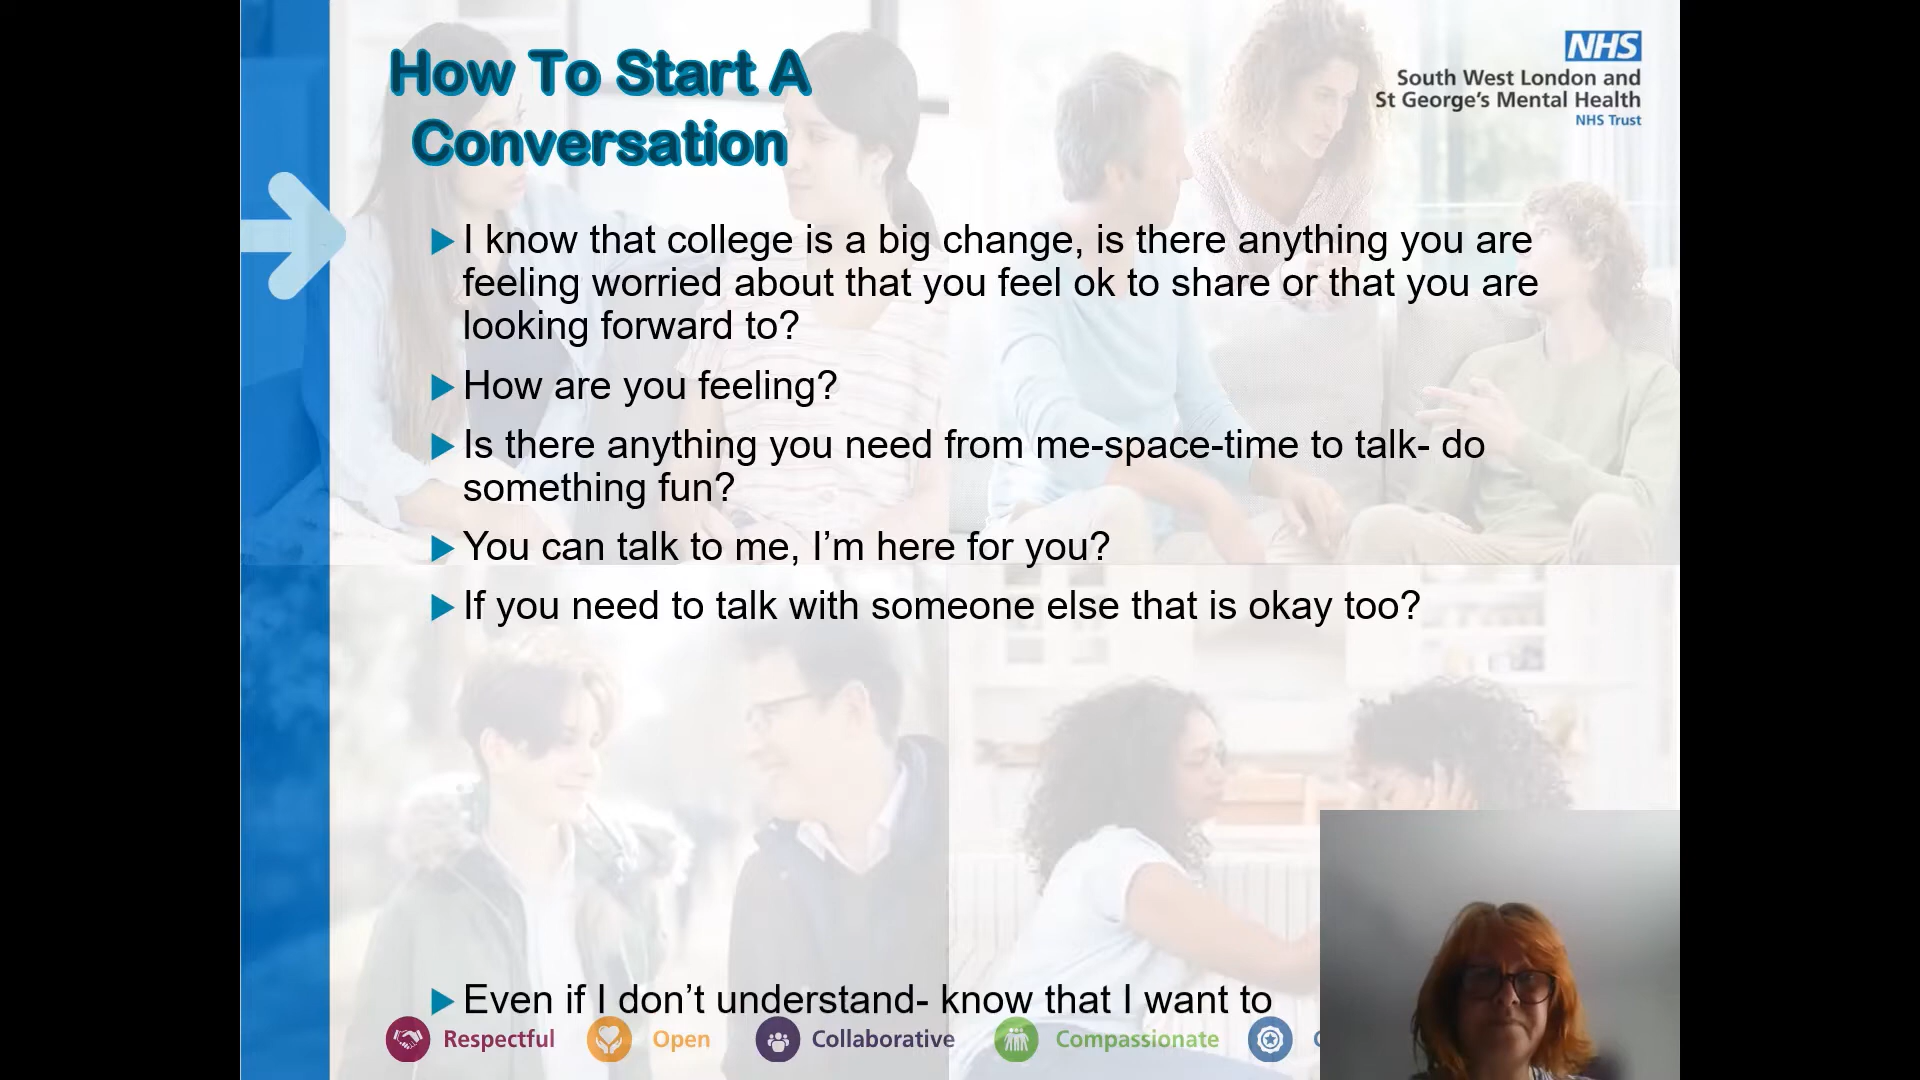 How To Start A
Conversation
NHS
South West London and
St George's Mental Health
NHS Trust
I know that college is a big change, is there anything you are
feeling worried about that you feel ok to share or that you are
looking forward to?
How are you feeling?
Is there anything you need from me-space-time to talk- do
something fun?
You can talk to me, I'm here for you?
If you need to talk with someone else that is okay too?
Even if I don't understand- know that I want to
Respectful
Open
Collaborative
Compassionate